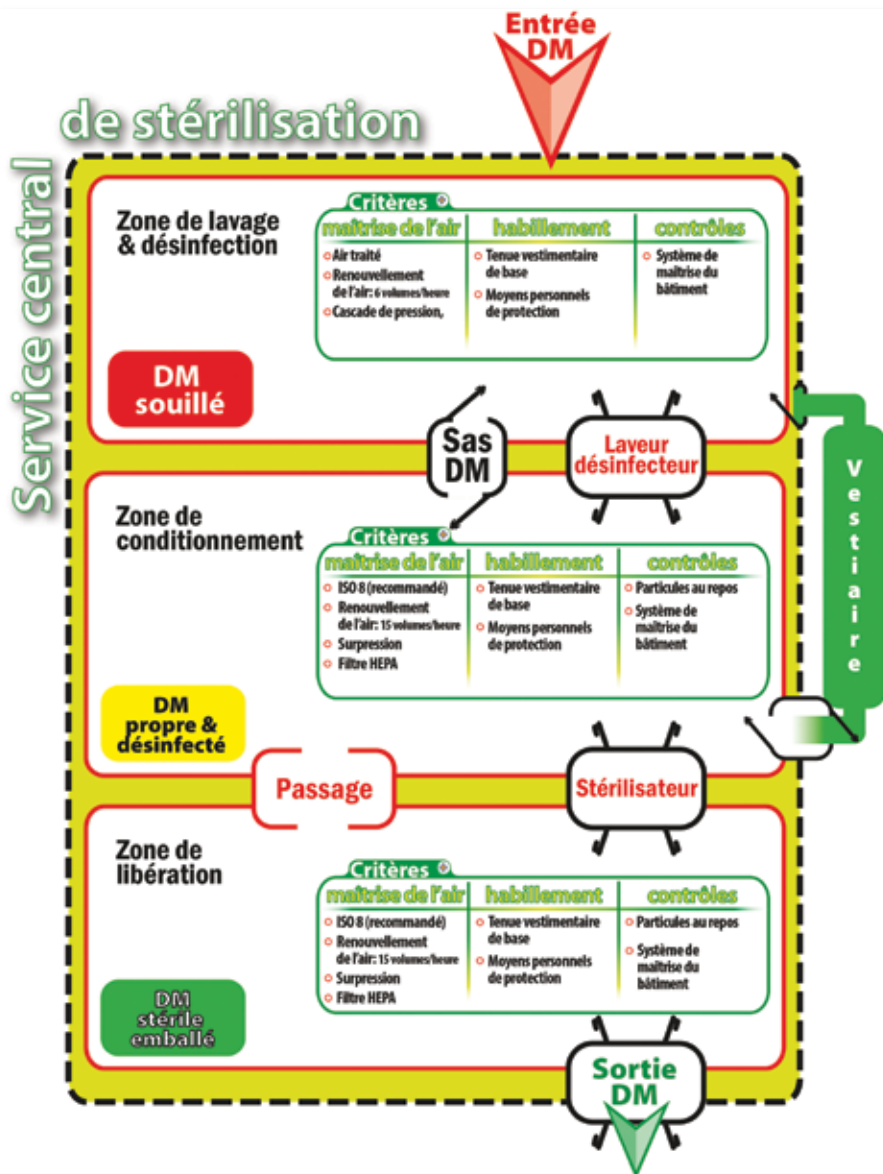 Entrée
DM
Service central
de stérilisation
Zone de lavage
& désinfection
Critères
maîtrise de l'air
Air traité
Renouvellement
de l'air: 6 volumes/heure
Cascade de pression,
habillement
Tenue vestimentaire
de base
Moyens personnels
de protection
contrôles
Système de
maîtrise du
bâtiment
DM
souillé
Sas
DM
Laveur
désinfecteur
Vestiaire
Zone de
conditionnement
Critères
maîtrise de l'air
ISO 8 (recommandé)
Renouvellement
de l'air: 15 volumes/heure
Surpression
Filtre HEPA
habillement
Tenue vestimentaire
de base
Moyens personnels
de protection
contrôles
Particules au repos
Système de
maîtrise du
bâtiment
DM
propre &
désinfecté
Passage
Stérilisateur
Zone de
libération
Critères
maîtrise de l'air
ISO 8 (recommandé)
Renouvellement
de l'air: 15 volumes/heure
Surpression
Filtre HEPA
habillement
Tenue vestimentaire
de base
Moyens personnels
de protection
contrôles
Particules au repos
Système de
maîtrise du
bâtiment
DM
stérile
emballé
Sortie
DM